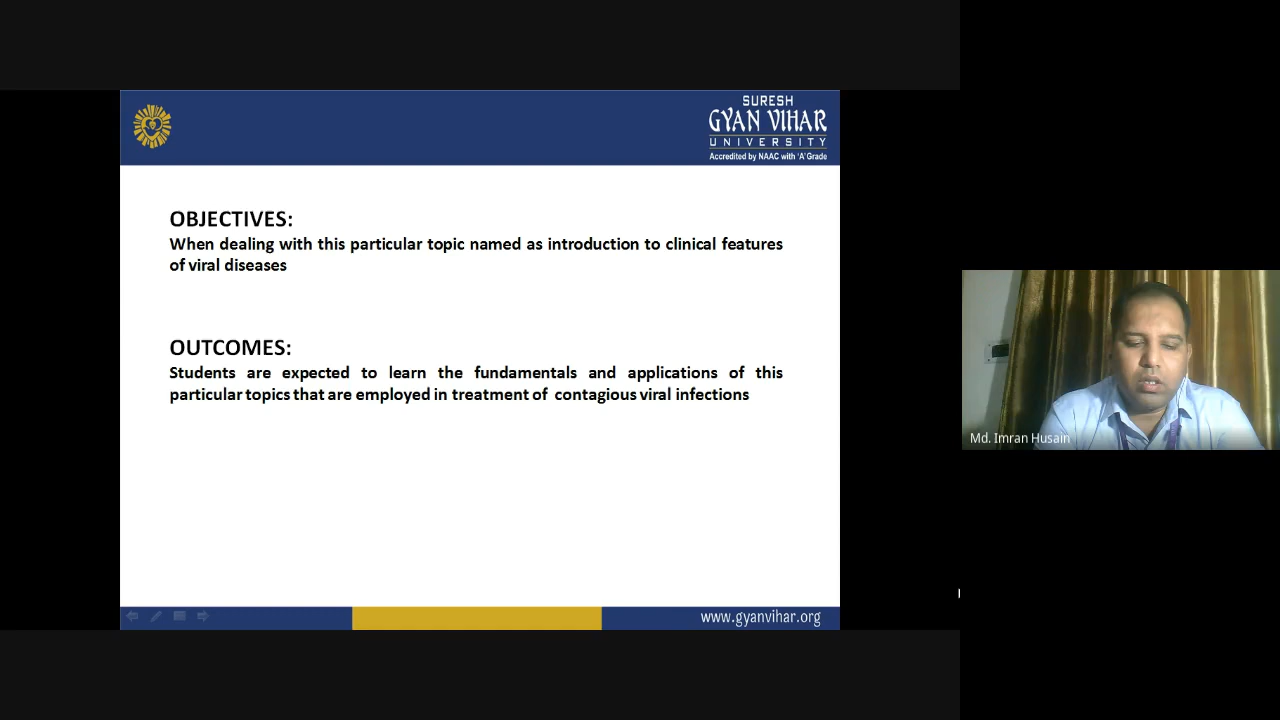 SURESH
GYAN VIHAR
UNIVERSITY
Accredited by NAAC with 'A' Grade
OBJECTIVES:
When dealing with this particular topic named as introduction to clinical features
of viral diseases
OUTCOMES:
Students are expected to learn the fundamentals and applications of this
particular topics that are employed in treatment of contagious viral infections
Md. Imran Husain
www.gyanvihar.org